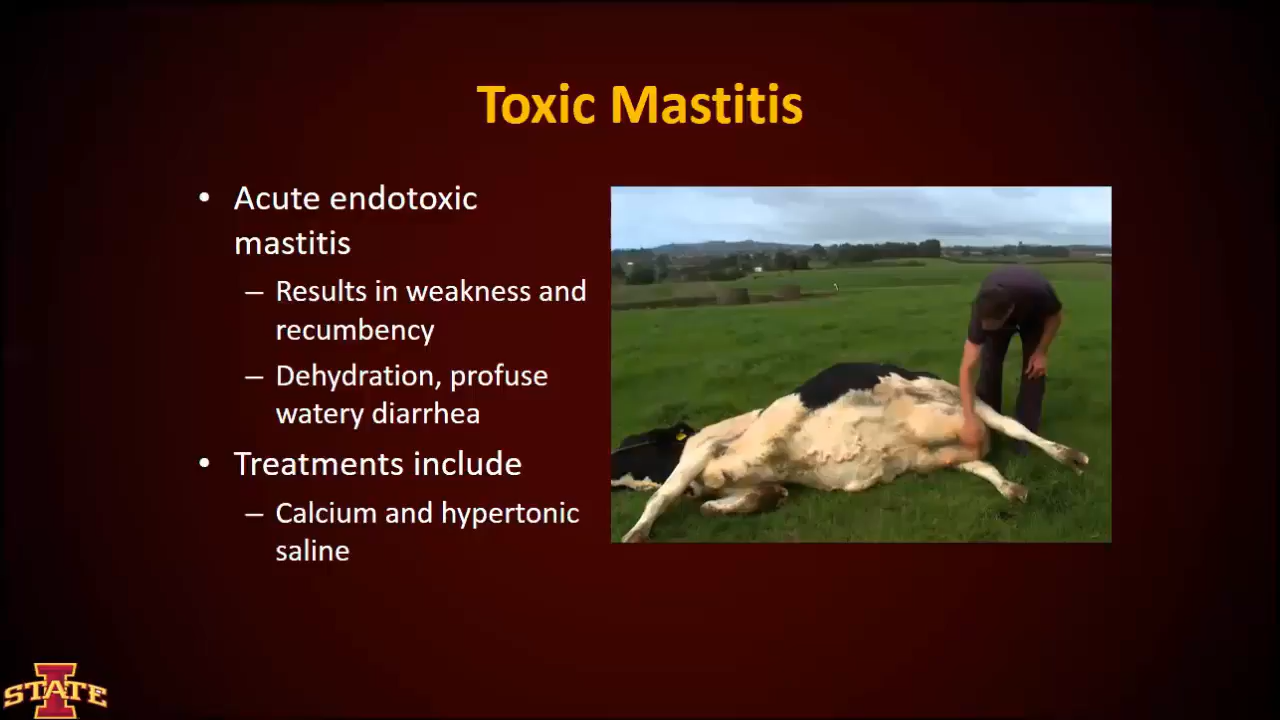 Toxic Mastitis
• Acute endotoxic
mastitis
– Results in weakness and
recumbency
– Dehydration, profuse
watery diarrhea
• Treatments include
– Calcium and hypertonic
saline
STATE